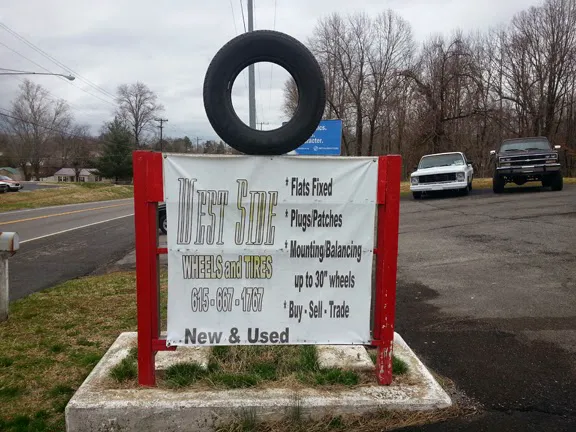 West Side
WHEELS and TIRES
615-667-1767
New & Used
* Flats Fixed
* Plugs/Patches
* Mounting/Balancing
up to 30" wheels
* Buy - Sell - Trade